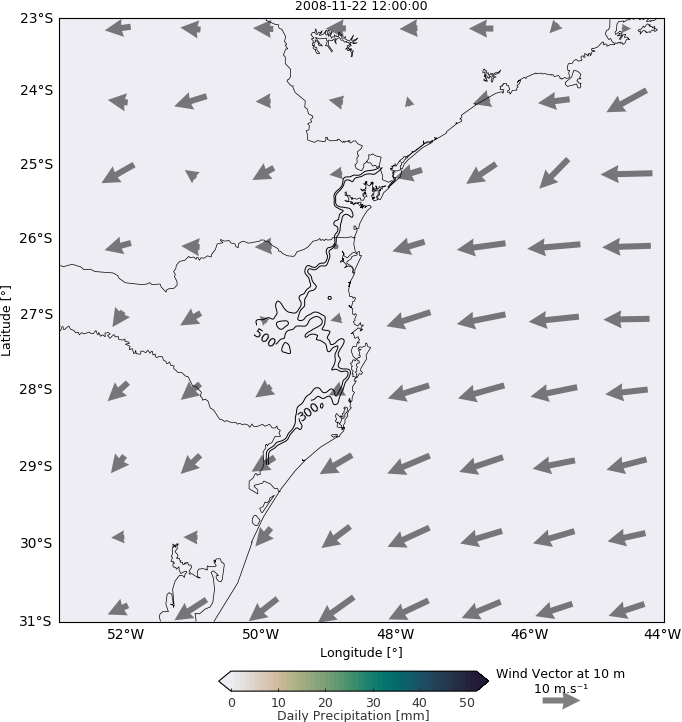 2008-11-22 12:00:00
23°S
24°S
25°S
26°S
27°S
28°S
29°S
30°S
31°S
Latitude [°]
500
300
52°W 50°W 48°W 46°W 44°W
Longitude [°]
0 10 20 30 40 50
Daily Precipitation [mm]
Wind Vector at 10 m
10 m.s⁻¹